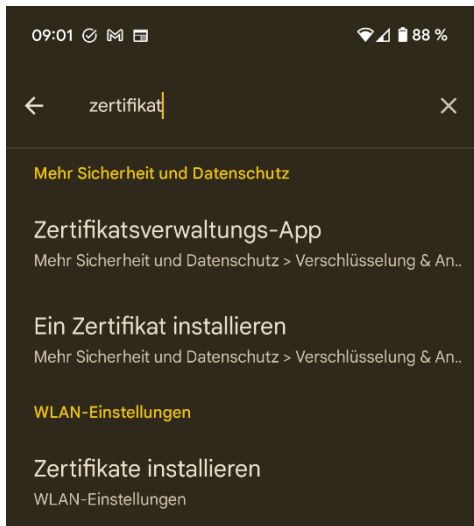 09:01 88 %
zertifikat
Mehr Sicherheit und Datenschutz
Zertifikatsverwaltungs-App
Mehr Sicherheit und Datenschutz > Verschlüsselung & An..
Ein Zertifikat installieren
Mehr Sicherheit und Datenschutz > Verschlüsselung & An..
WLAN-Einstellungen
Zertifikate installieren
WLAN-Einstellungen